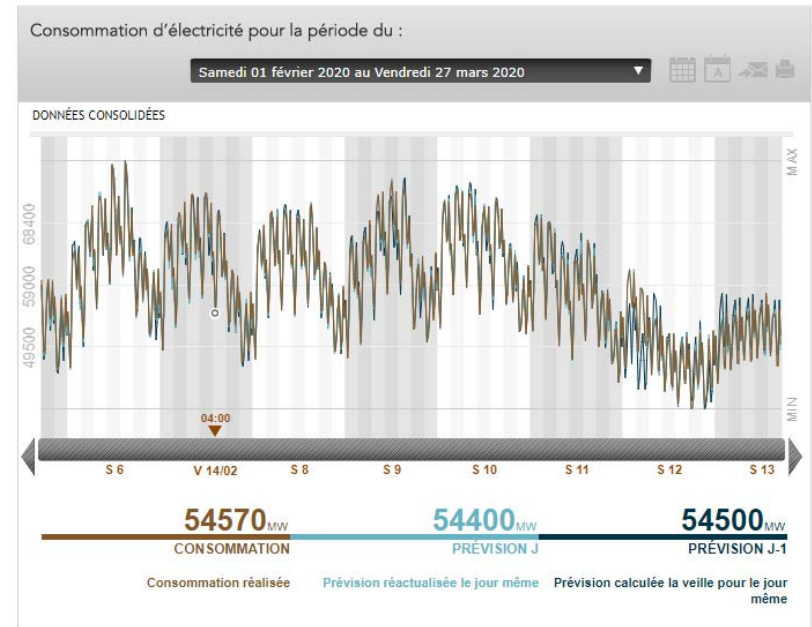 Consommation d'électricité pour la période du :
Samedi 01 février 2020 au Vendredi 27 mars 2020
A
DONNÉES CONSOLIDÉES
MAX
68400
59000
49500
MIN
04:00
S 6 V 14/02 S 8 S 9 S 10 S 11 S 12 S 13
54570MW 54400MW 54500MW
CONSOMMATION PRÉVISION J PRÉVISION J-1
Consommation réalisée Prévision réactualisée le jour même Prévision calculée la veille pour le jour
même